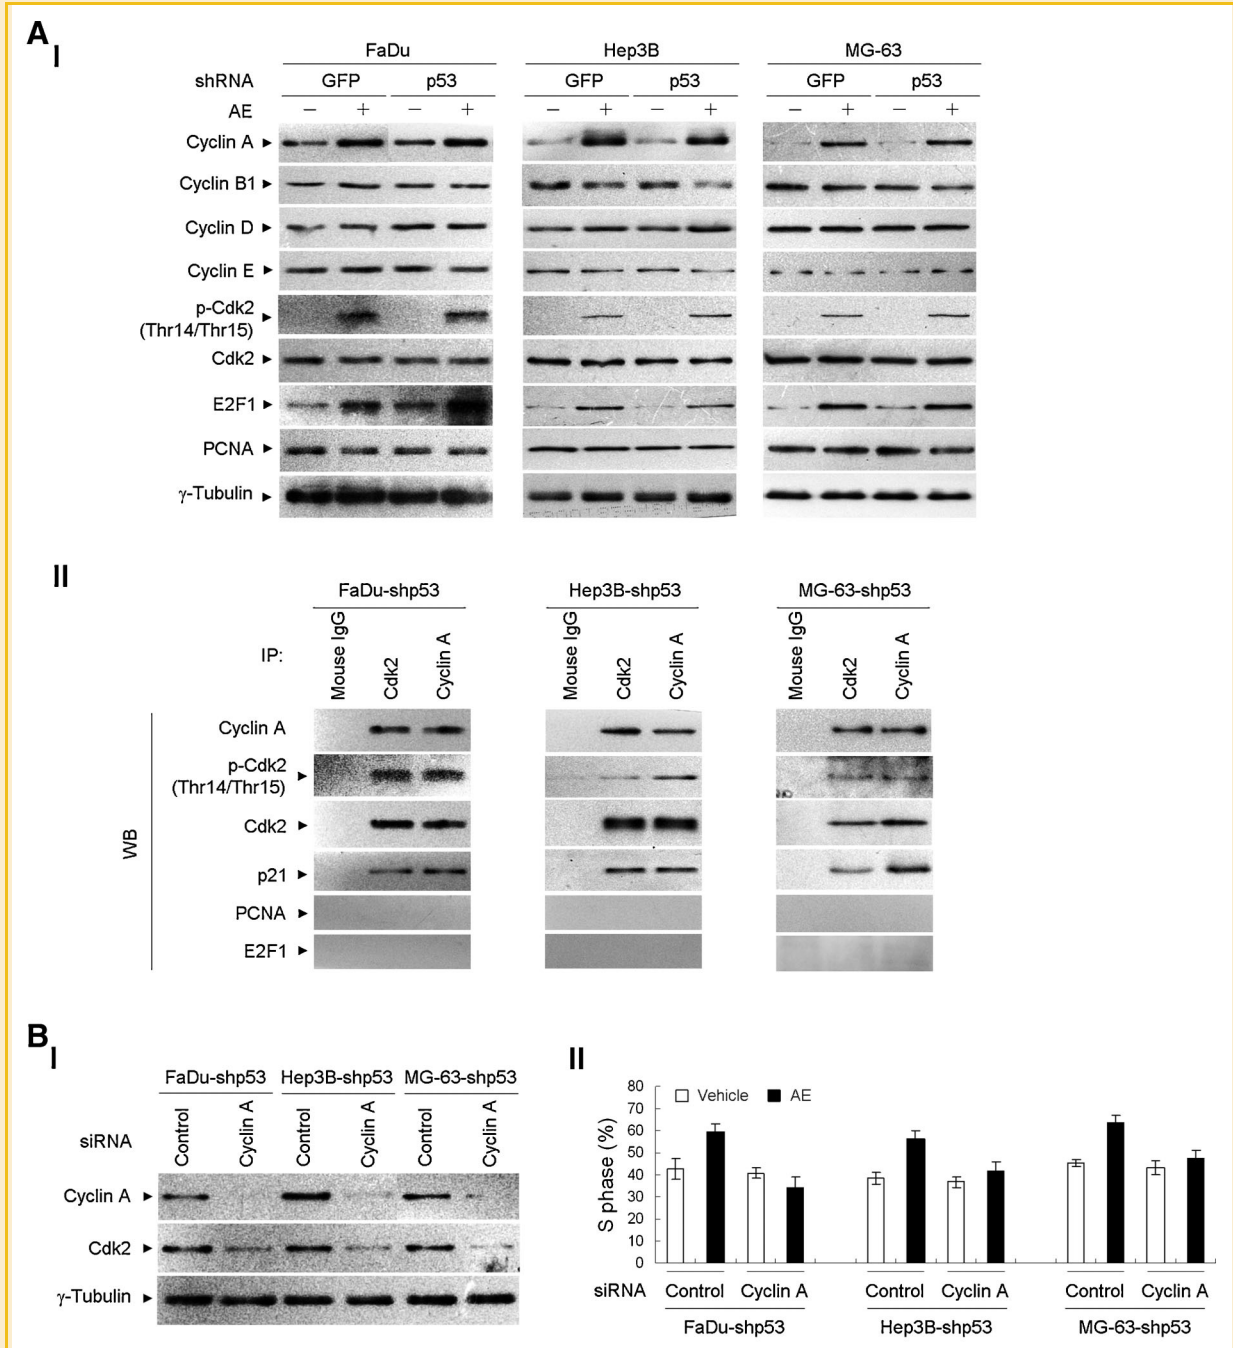 A
I
FaDu Hep3B MG-63
shRNA GFP p53 GFP p53 GFP p53
AE − + − + − + − + − + − +
Cyclin A
Cyclin B1
Cyclin D
Cyclin E
p-Cdk2
(Thr14/Thr15)
Cdk2
E2F1
PCNA
γ-Tubulin
II
FaDu-shp53 Hep3B-shp53 MG-63-shp53
IP: Mouse IgG Cdk2 Cyclin A Mouse IgG Cdk2 Cyclin A Mouse IgG Cdk2 Cyclin A
WB
Cyclin A
p-Cdk2
(Thr14/Thr15)
Cdk2
p21
PCNA
E2F1
B
I
FaDu-shp53 Hep3B-shp53 MG-63-shp53
siRNA Control Cyclin A Control Cyclin A Control Cyclin A
Cyclin A
Cdk2
γ-Tubulin
II
Vehicle AE
S phase (%)
80
70
60
50
40
30
20
10
0
siRNA Control Cyclin A Control Cyclin A Control Cyclin A
FaDu-shp53 Hep3B-shp53 MG-63-shp53